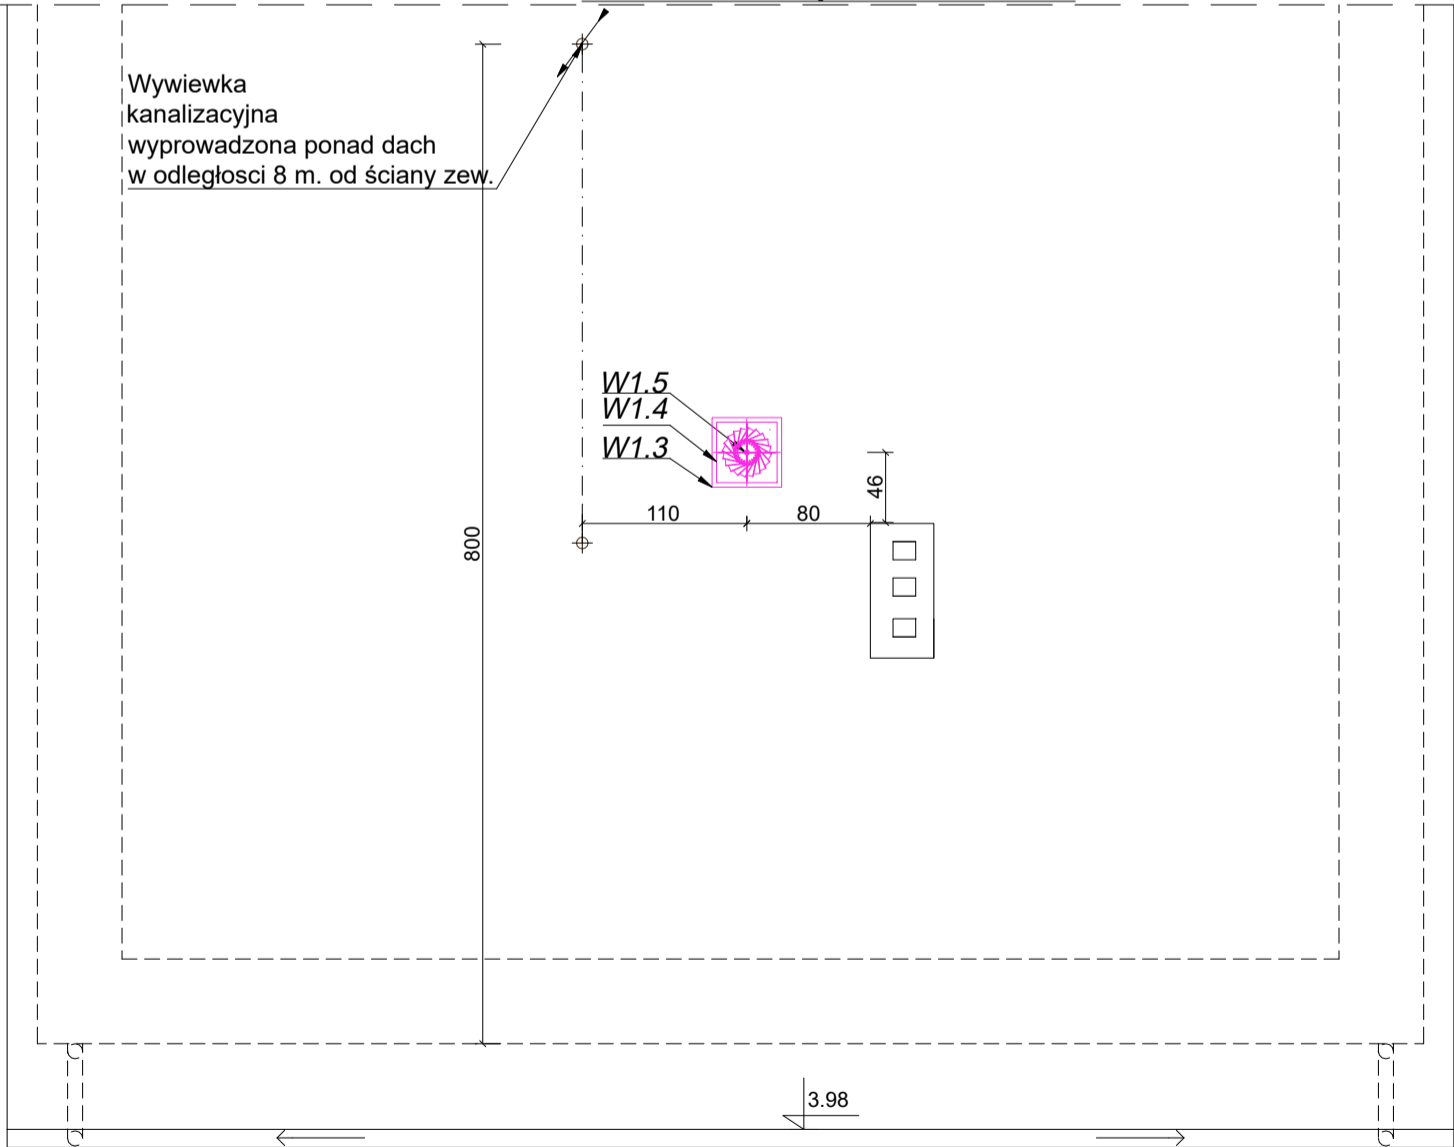 Wywiewka
kanalizacyjna
wyprowadzona ponad dach
w odległosci 8 m. od ściany zew.
W1.5
W1.4
W1.3
46
110
80
800
3.98